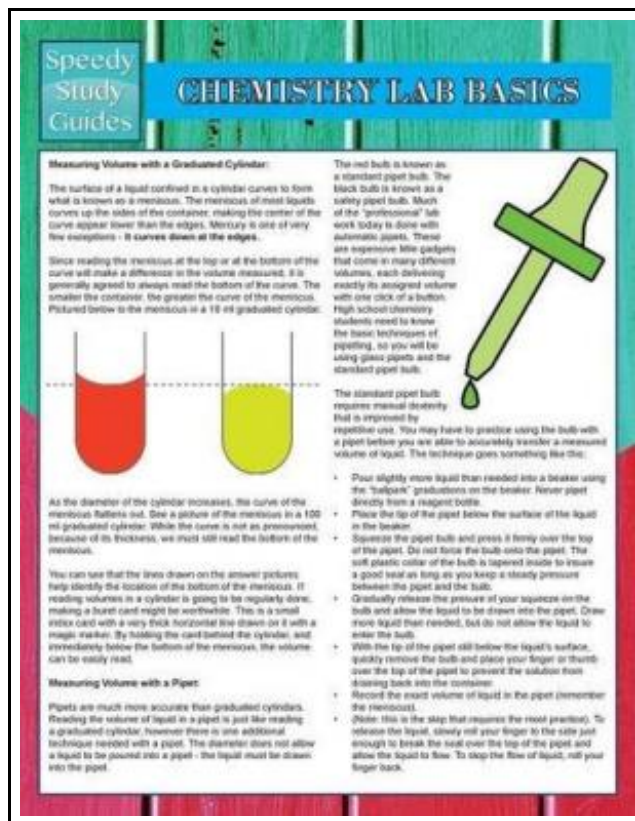 Speedy
Study
Guides
CHEMISTRY LAB BASICS
Measuring Volume with a Graduated Cylinder:
The surface of a liquid confined in a cylinder curves to form
what is known as a meniscus. The meniscus of most liquids
curves up the sides of the container, making the center of the
curve appear lower than the edges. Mercury is one of very
few exceptions - it curves down at the edges.
Since reading the meniscus at the top or at the bottom of the
curve will make a difference in the volume measured, it is
generally agreed to always read the bottom of the curve. The
smaller the container, the greater the curve of the meniscus.
Pictured below is the meniscus in a 10 ml graduated cylinder.
As the diameter of the cylinder increases, the curve of the
meniscus flattens out. See a picture of the meniscus in a 100
ml graduated cylinder. While the curve is not as pronounced,
because of its thickness, we must still read the bottom of the
meniscus.
You can see that the lines drawn on the answer pictures
help identify the location of the bottom of the meniscus. If
reading volumes in a cylinder is going to be regularly done,
making a buret card might be worthwhile. This is a small
index card with a very thick horizontal line drawn on it with a
magic marker. By holding the card behind the cylinder, and
immediately below the bottom of the meniscus, the volume
can be easily read.
Measuring Volume with a Pipet:
Pipets are much more accurate than graduated cylinders.
Reading the volume of liquid in a pipet is just like reading
a graduated cylinder, however there is one additional
technique needed with a pipet. The diameter does not allow
a liquid to be poured into a pipet - the liquid must be drawn
into the pipet.
The red bulb is known as
a standard pipet bulb. The
black bulb is known as a
safety pipet bulb. Much
of the "professional" lab
work today is done with
automatic pipets. These
are expensive little gadgets
that come in many different
volumes, each delivering
exactly its assigned volume
with one click of a button.
High school chemistry
students need to know
the basic techniques of
pipetting, so you will be
using glass pipets and the
standard pipet bulb.
The standard pipet bulb
requires manual dexterity
that is improved by
repetitive use. You may have to practice using the bulb with
a pipet before you are able to accurately transfer a measured
volume of liquid. The technique goes something like this:
• Pour slightly more liquid than needed into a beaker using
the "ballpark" graduations on the beaker. Never pipet
directly from a reagent bottle.
• Place the tip of the pipet below the surface of the liquid
in the beaker.
• Squeeze the pipet bulb and press it firmly over the top
of the pipet. Do not force the bulb onto the pipet. The
soft plastic collar of the bulb is tapered inside to insure
a good seal as long as you keep a steady pressure
between the pipet and the bulb.
• Gradually release the pressure of your squeeze on the
bulb and allow the liquid to be drawn into the pipet. Draw
more liquid than needed, but do not allow the liquid to
enter the bulb.
• With the tip of the pipet still below the liquid's surface,
quickly remove the bulb and place your finger or thumb
over the top of the pipet to prevent the solution from
draining back into the container.
• Record the exact volume of liquid in the pipet (remember
the meniscus).
• (Note: this is the step that requires the most practice). To
release the liquid, slowly roll your finger to the side just
enough to break the seal over the top of the pipet and
allow the liquid to flow. To stop the flow of liquid, roll your
finger back.